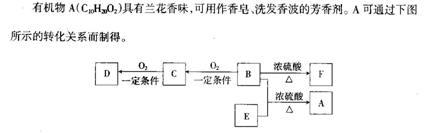 有机物 A(C₁₀H₂₀O₂)具有兰花香味,可用作香皂、洗发香波的芳香剂。A 可通过下图
所示的转化关系而制得。
D O₂ 一定条件 C O₂ 一定条件 B 浓硫酸 △ F
E 浓硫酸 △ A